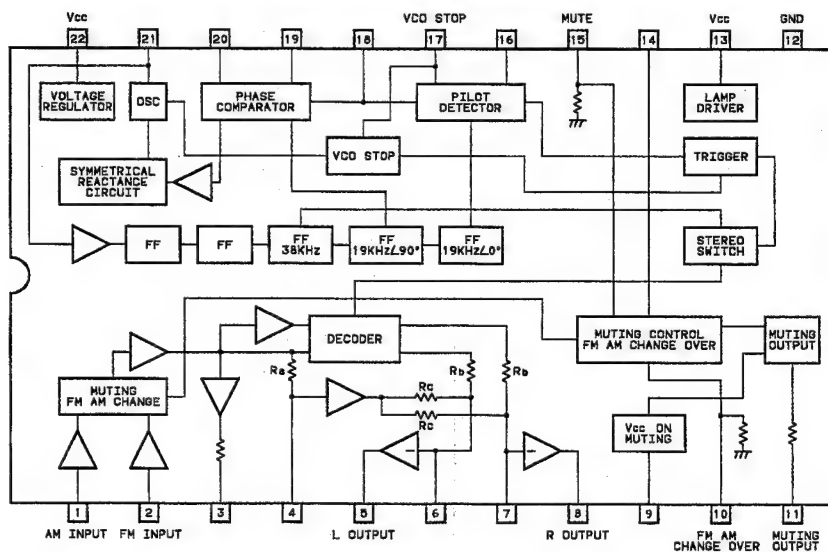 Vcc VCO STOP MUTE Vcc GND
22 21 20 19 18 17 16 15 14 13 12
VOLTAGE
REGULATOR
OSC
PHASE
COMPARATOR
PILOT
DETECTOR
LAMP
DRIVER
VCO STOP
TRIGGER
SYMMETRICAL
REACTANCE
CIRCUIT
FF
FF
FF
38KHz
FF
19KHz∠90°
FF
19KHz∠0°
STEREO
SWITCH
DECODER
MUTING CONTROL
FM AM CHANGE OVER
MUTING
OUTPUT
MUTING
FM AM CHANGE
Ra
Rb
Rb
Rc
Rc
Vcc ON
MUTING
1 2 3 4 5 6 7 8 9 10 11
AM INPUT FM INPUT L OUTPUT R OUTPUT FM AM
CHANGE OVER
MUTING
OUTPUT